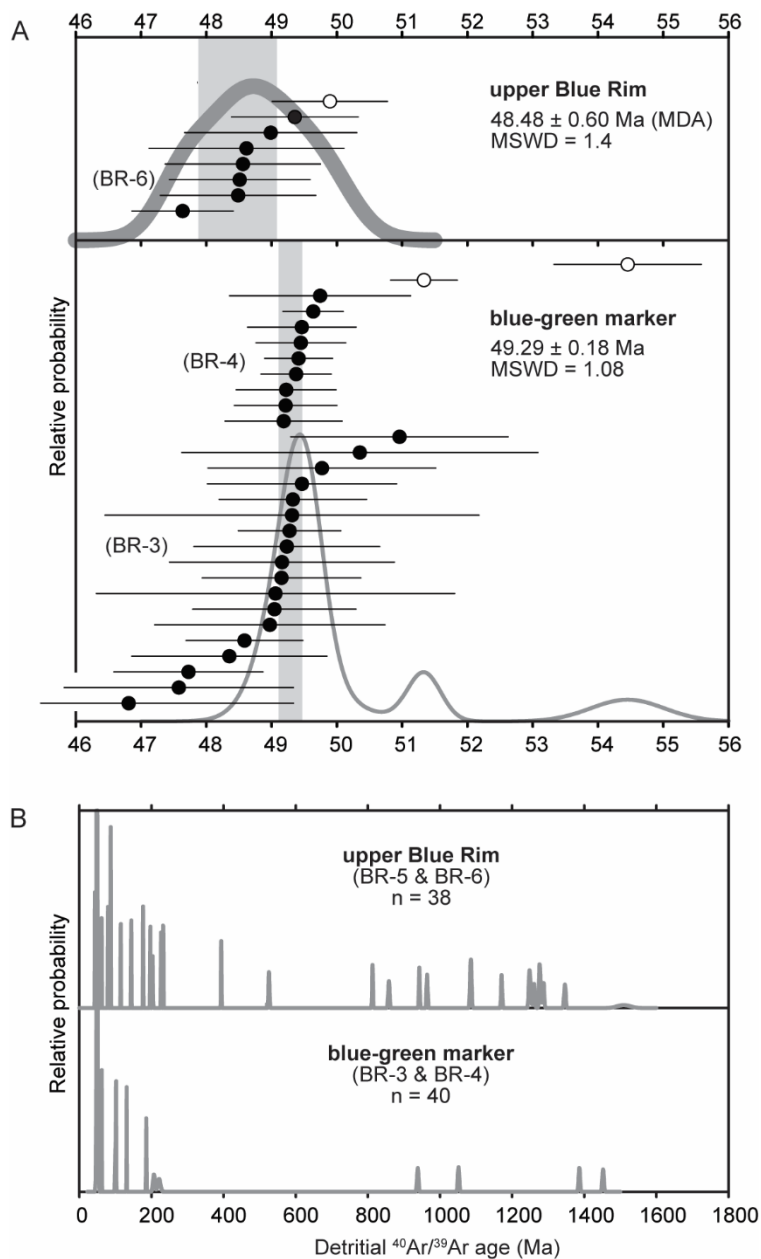 A
46 47 48 49 50 51 52 53 54 55 56
upper Blue Rim
48.48 ± 0.60 Ma (MDA)
MSWD = 1.4
(BR-6)
Relative probability
blue-green marker
49.29 ± 0.18 Ma
MSWD = 1.08
(BR-4)
(BR-3)
46 47 48 49 50 51 52 53 54 55 56
B
upper Blue Rim
(BR-5 & BR-6)
n = 38
Relative probability
blue-green marker
(BR-3 & BR-4)
n = 40
0 200 400 600 800 1000 1200 1400 1600 1800
Detritial ⁴⁰Ar/³⁹Ar age (Ma)